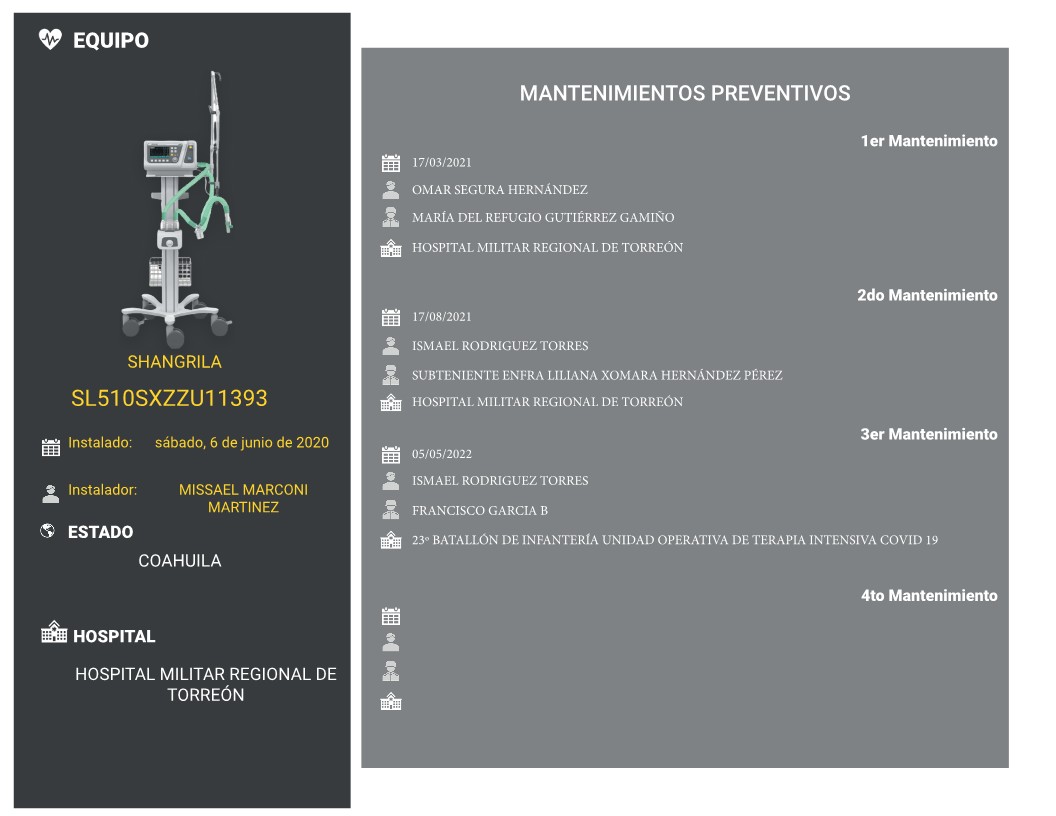 EQUIPO
SHANGRILA
SL510SXZZU11393
Instalado: sábado, 6 de junio de 2020
Instalador: MISSAEL MARCONI
MARTINEZ
ESTADO
COAHUILA
HOSPITAL
HOSPITAL MILITAR REGIONAL DE
TORREÓN
MANTENIMIENTOS PREVENTIVOS
1er Mantenimiento
17/03/2021
OMAR SEGURA HERNÁNDEZ
MARÍA DEL REFUGIO GUTIÉRREZ GAMIÑO
HOSPITAL MILITAR REGIONAL DE TORREÓN
2do Mantenimiento
17/08/2021
ISMAEL RODRIGUEZ TORRES
SUBTENIENTE ENFRA LILIANA XOMARA HERNÁNDEZ PÉREZ
HOSPITAL MILITAR REGIONAL DE TORREÓN
3er Mantenimiento
05/05/2022
ISMAEL RODRIGUEZ TORRES
FRANCISCO GARCIA B
23º BATALLÓN DE INFANTERÍA UNIDAD OPERATIVA DE TERAPIA INTENSIVA COVID 19
4to Mantenimiento